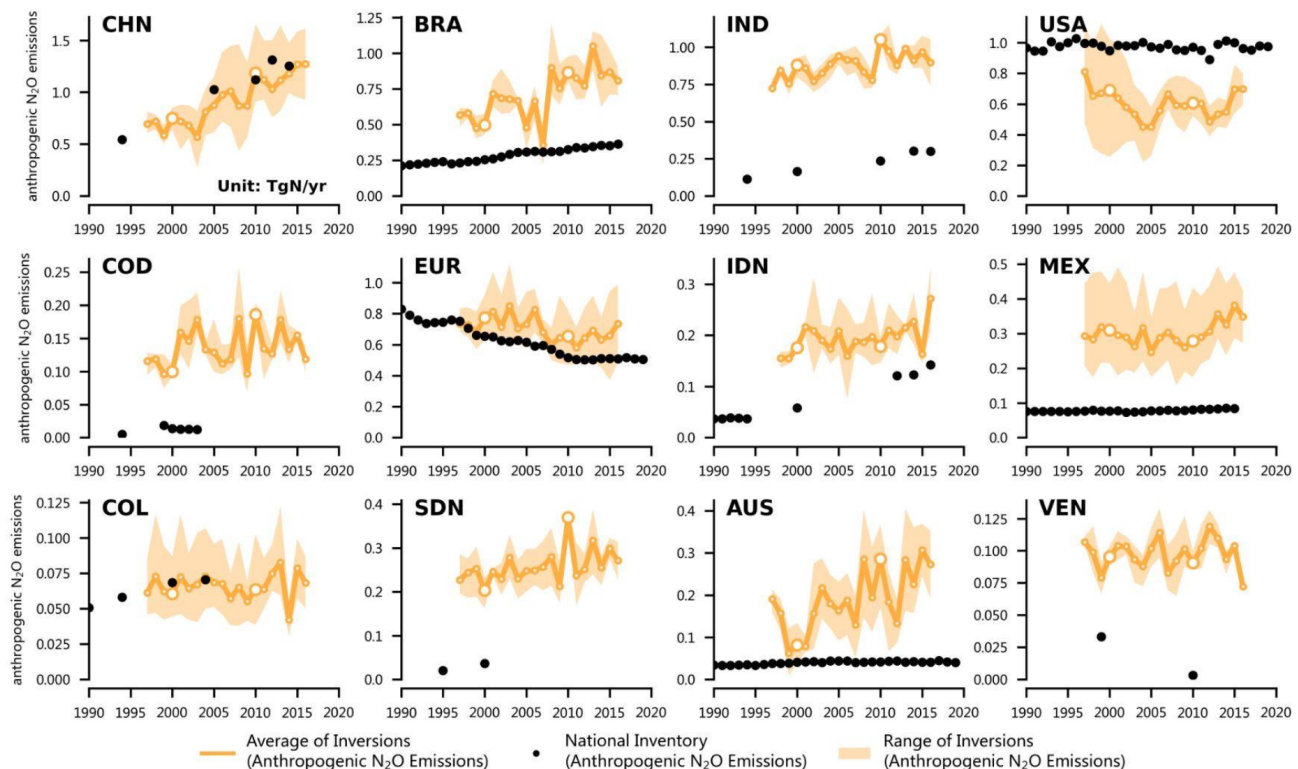 CHN
BRA
IND
USA
anthropogenic N₂O emissions
1.5
1.0
0.5
0.0
Unit: TgN/yr
1.25
1.00
0.75
0.50
0.25
0.00
1.00
0.75
0.50
0.25
0.00
1.0
0.8
0.6
0.4
0.2
0.0
1990 1995 2000 2005 2010 2015 2020
1990 1995 2000 2005 2010 2015 2020
1990 1995 2000 2005 2010 2015 2020
1990 1995 2000 2005 2010 2015 2020
COD
EUR
IDN
MEX
anthropogenic N₂O emissions
0.25
0.20
0.15
0.10
0.05
0.00
1.0
0.8
0.6
0.4
0.2
0.0
0.3
0.2
0.1
0.0
0.5
0.4
0.3
0.2
0.1
0.0
1990 1995 2000 2005 2010 2015 2020
1990 1995 2000 2005 2010 2015 2020
1990 1995 2000 2005 2010 2015 2020
1990 1995 2000 2005 2010 2015 2020
COL
SDN
AUS
VEN
anthropogenic N₂O emissions
0.125
0.100
0.075
0.050
0.025
0.000
0.4
0.3
0.2
0.1
0.0
0.4
0.3
0.2
0.1
0.0
0.125
0.100
0.075
0.050
0.025
0.000
1990 1995 2000 2005 2010 2015 2020
1990 1995 2000 2005 2010 2015 2020
1990 1995 2000 2005 2010 2015 2020
1990 1995 2000 2005 2010 2015 2020
Average of Inversions
(Anthropogenic N₂O Emissions)
National Inventory
(Anthropogenic N₂O Emissions)
Range of Inversions
(Anthropogenic N₂O Emissions)